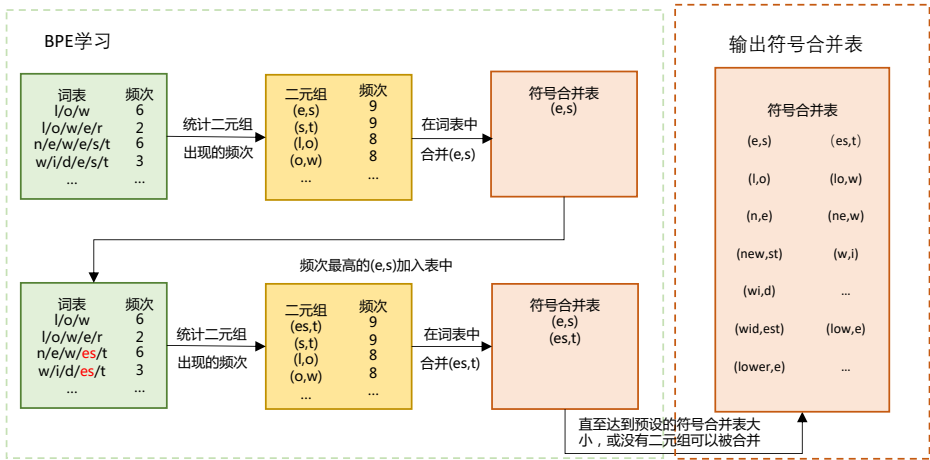 BPE学习
词表 频次
l/o/w 6
l/o/w/e/r 2
n/e/w/e/s/t 6
w/i/d/e/s/t 3
... ...
统计二元组
出现的频次
二元组 频次
(e,s) 9
(s,t) 9
(l,o) 8
(o,w) 8
... ...
在词表中
合并(e,s)
符号合并表
(e,s)
频次最高的(e,s)加入表中
词表 频次
l/o/w 6
l/o/w/e/r 2
n/e/w/es/t 6
w/i/d/es/t 3
... ...
统计二元组
出现的频次
二元组 频次
(es,t) 9
(s,t) 9
(l,o) 8
(o,w) 8
... ...
在词表中
合并(es,t)
符号合并表
(e,s)
(es,t)
直至达到预设的符号合并表大
小，或没有二元组可以被合并
输出符号合并表
符号合并表
(e,s) (es,t)
(l,o) (lo,w)
(n,e) (ne,w)
(new,st) (w,i)
(wi,d) ...
(wid,est) (low,e)
(lower,e) ...